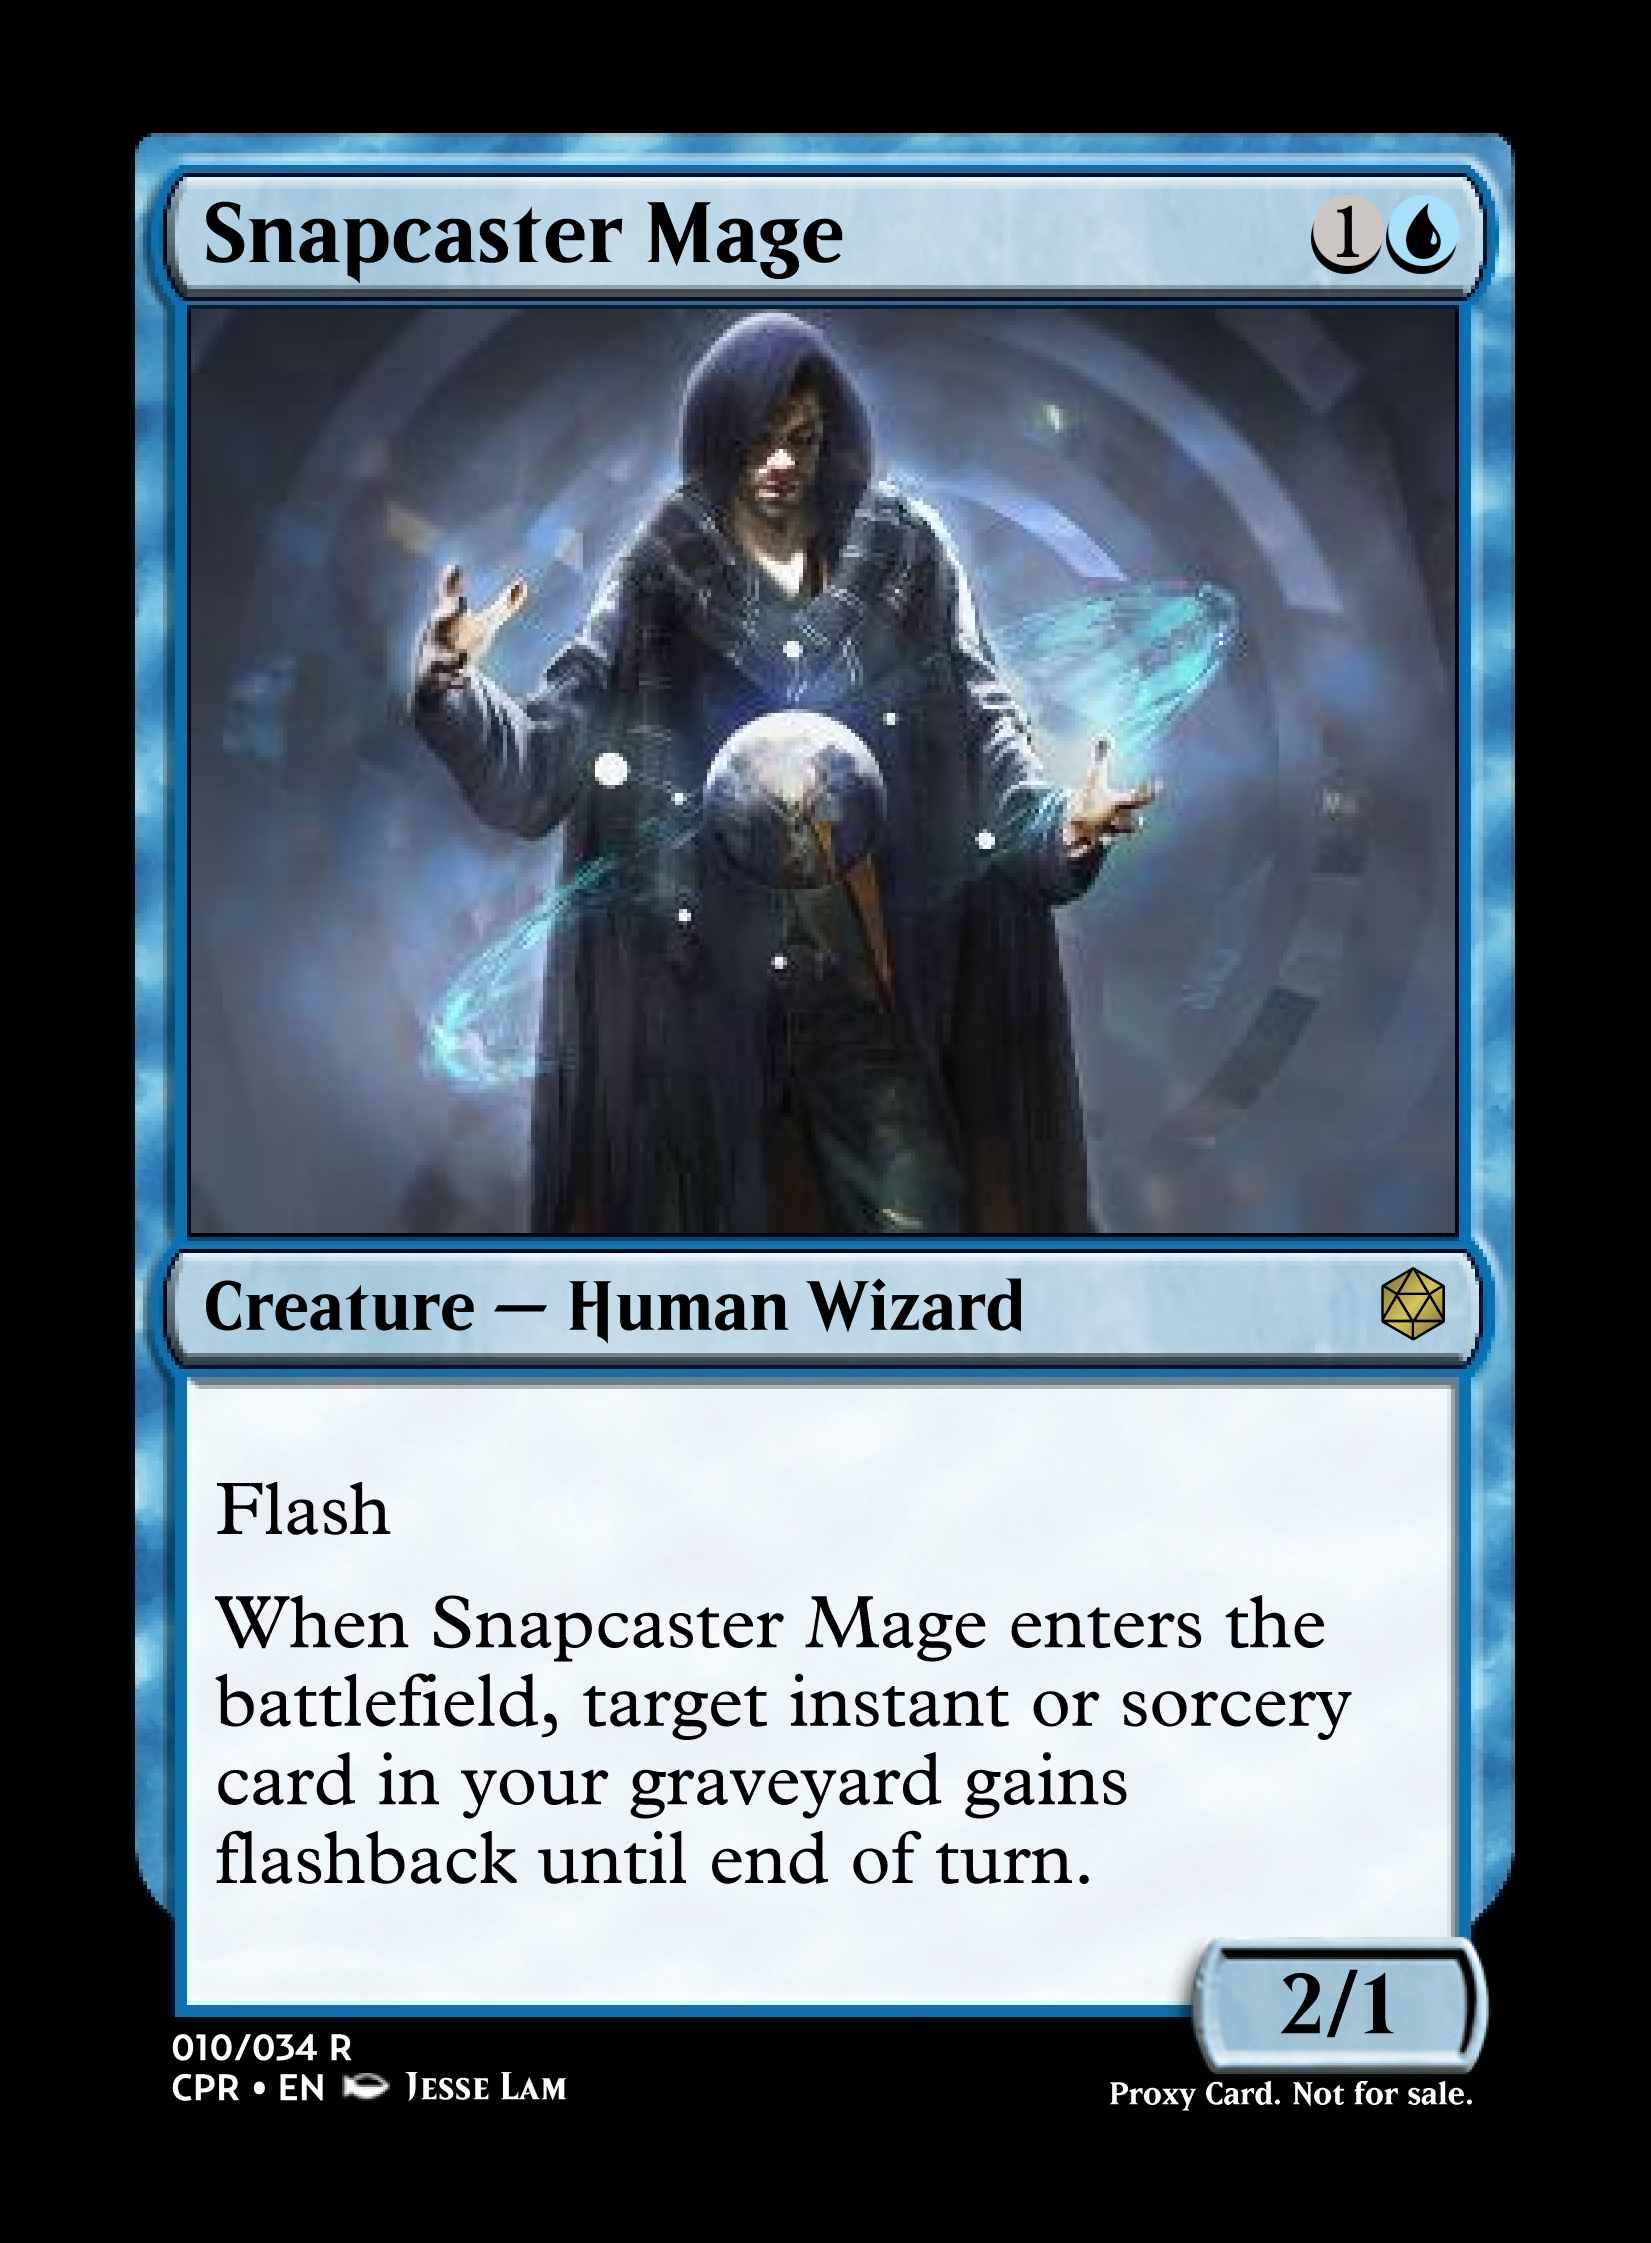 Snapcaster Mage 1
Creature — Human Wizard
Flash
When Snapcaster Mage enters the
battlefield, target instant or sorcery
card in your graveyard gains
flashback until end of turn.
2/1
010/034 R
CPR • EN Jesse Lam
Proxy Card. Not for sale.